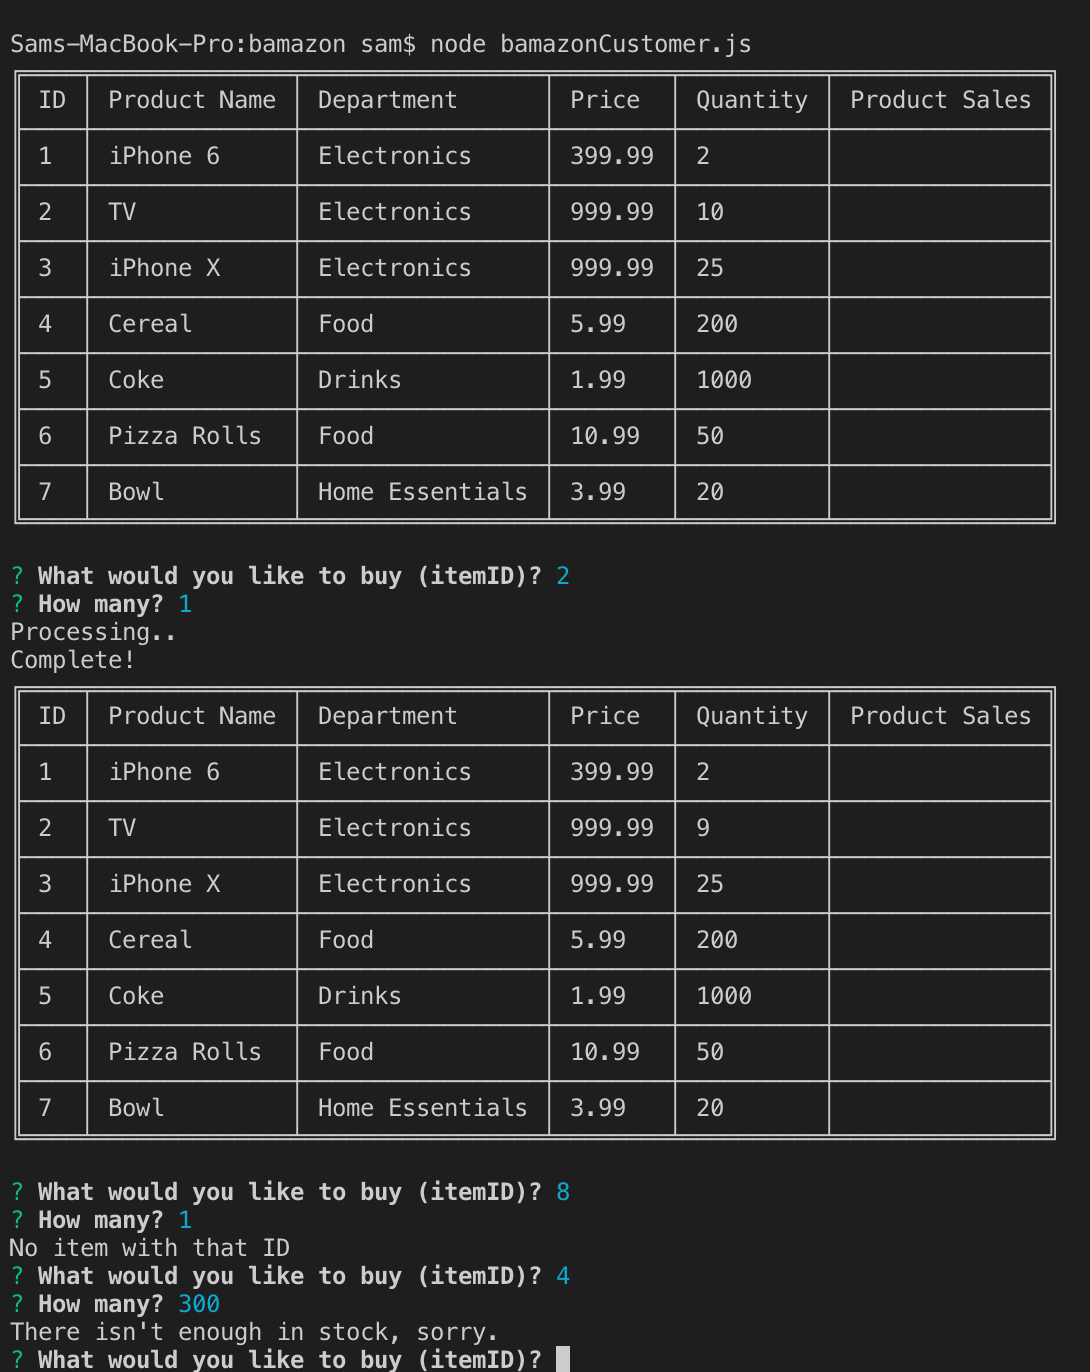 Sams-MacBook-Pro:bamazon sam$ node bamazonCustomer.js
ID Product Name Department Price Quantity Product Sales
1 iPhone 6 Electronics 399.99 2
2 TV Electronics 999.99 10
3 iPhone X Electronics 999.99 25
4 Cereal Food 5.99 200
5 Coke Drinks 1.99 1000
6 Pizza Rolls Food 10.99 50
7 Bowl Home Essentials 3.99 20
? What would you like to buy (itemID)? 2
? How many? 1
Processing..
Complete!
ID Product Name Department Price Quantity Product Sales
1 iPhone 6 Electronics 399.99 2
2 TV Electronics 999.99 9
3 iPhone X Electronics 999.99 25
4 Cereal Food 5.99 200
5 Coke Drinks 1.99 1000
6 Pizza Rolls Food 10.99 50
7 Bowl Home Essentials 3.99 20
? What would you like to buy (itemID)? 8
? How many? 1
No item with that ID
? What would you like to buy (itemID)? 4
? How many? 300
There isn't enough in stock, sorry.
? What would you like to buy (itemID)?